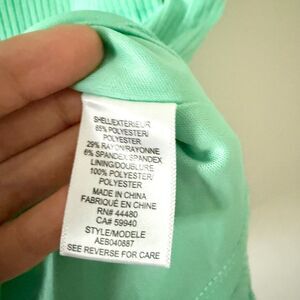 SHELL/EXTERIEUR
65% POLYESTER/
POLYESTER
29% RAYON/RAYONNE
6% SPANDEX/SPANDEX
LINING/DOUBLURE
100% POLYESTER/
POLYESTER
MADE IN CHINA
FABRIQUÉ EN CHINE
RN# 44480
CA# 59940
STYLE/MODELE
AEB040887
SEE REVERSE FOR CARE